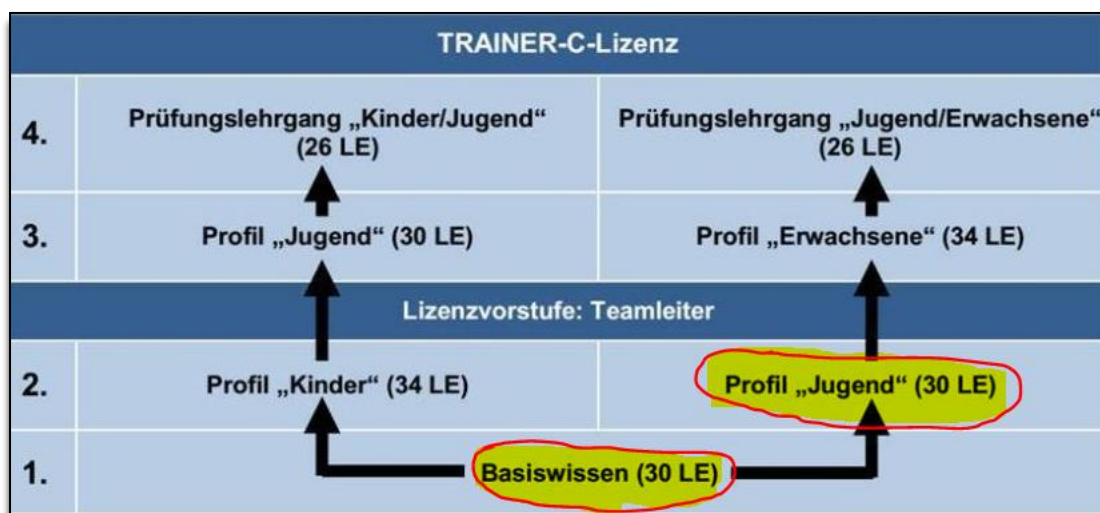 TRAINER-C-Lizenz
4.
Prüfungslehrgang „Kinder/Jugend“
(26 LE)
Prüfungslehrgang „Jugend/Erwachsene“
(26 LE)
3.
Profil „Jugend“ (30 LE)
Profil „Erwachsene“ (34 LE)
Lizenzvorstufe: Teamleiter
2.
Profil „Kinder“ (34 LE)
Profil „Jugend“ (30 LE)
1.
Basiswissen (30 LE)